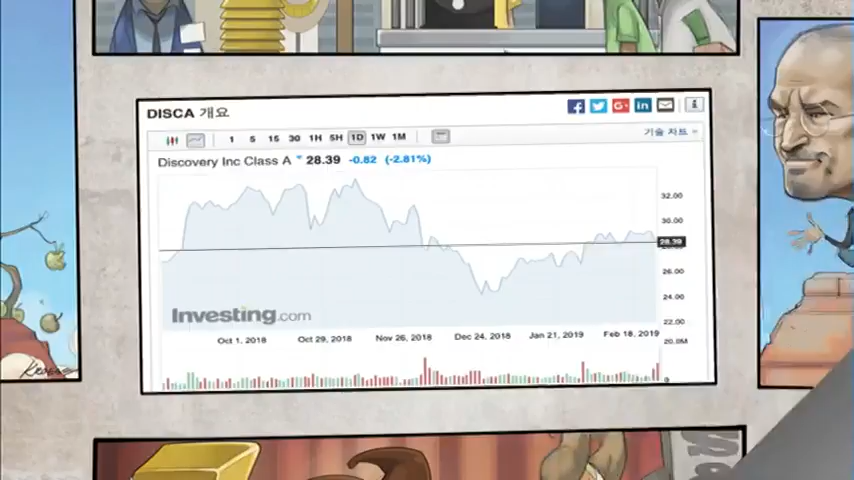 DISCA 개요
1 5 15 30 1H 5H 1D 1W 1M
기술 차트
Discovery Inc Class A 28.39 -0.82 (-2.81%)
32.00
30.00
28.39
26.00
24.00
22.00
Investing.com
Oct 1, 2018 Oct 29, 2018 Nov 26, 2018 Dec 24, 2018 Jan 21, 2019 Feb 18, 2019
20.0M
0